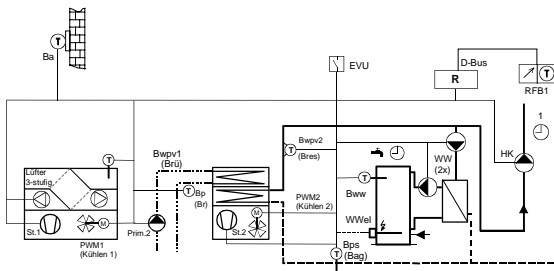 T
Ba
EVU
D-Bus
R
T
RFB1
Bwpv1
(Brü)
Bwpv2
(Bres)
T
1
HK
WW
(2x)
Lüfter
3-stufig
T
T
Bp
(Br)
PWM2
(Kühlen 2)
T
Bww
WWel
M
St.1
PWM1
(Kühlen 1)
Prim.2
M
St.2
Bps
(Bag)
T